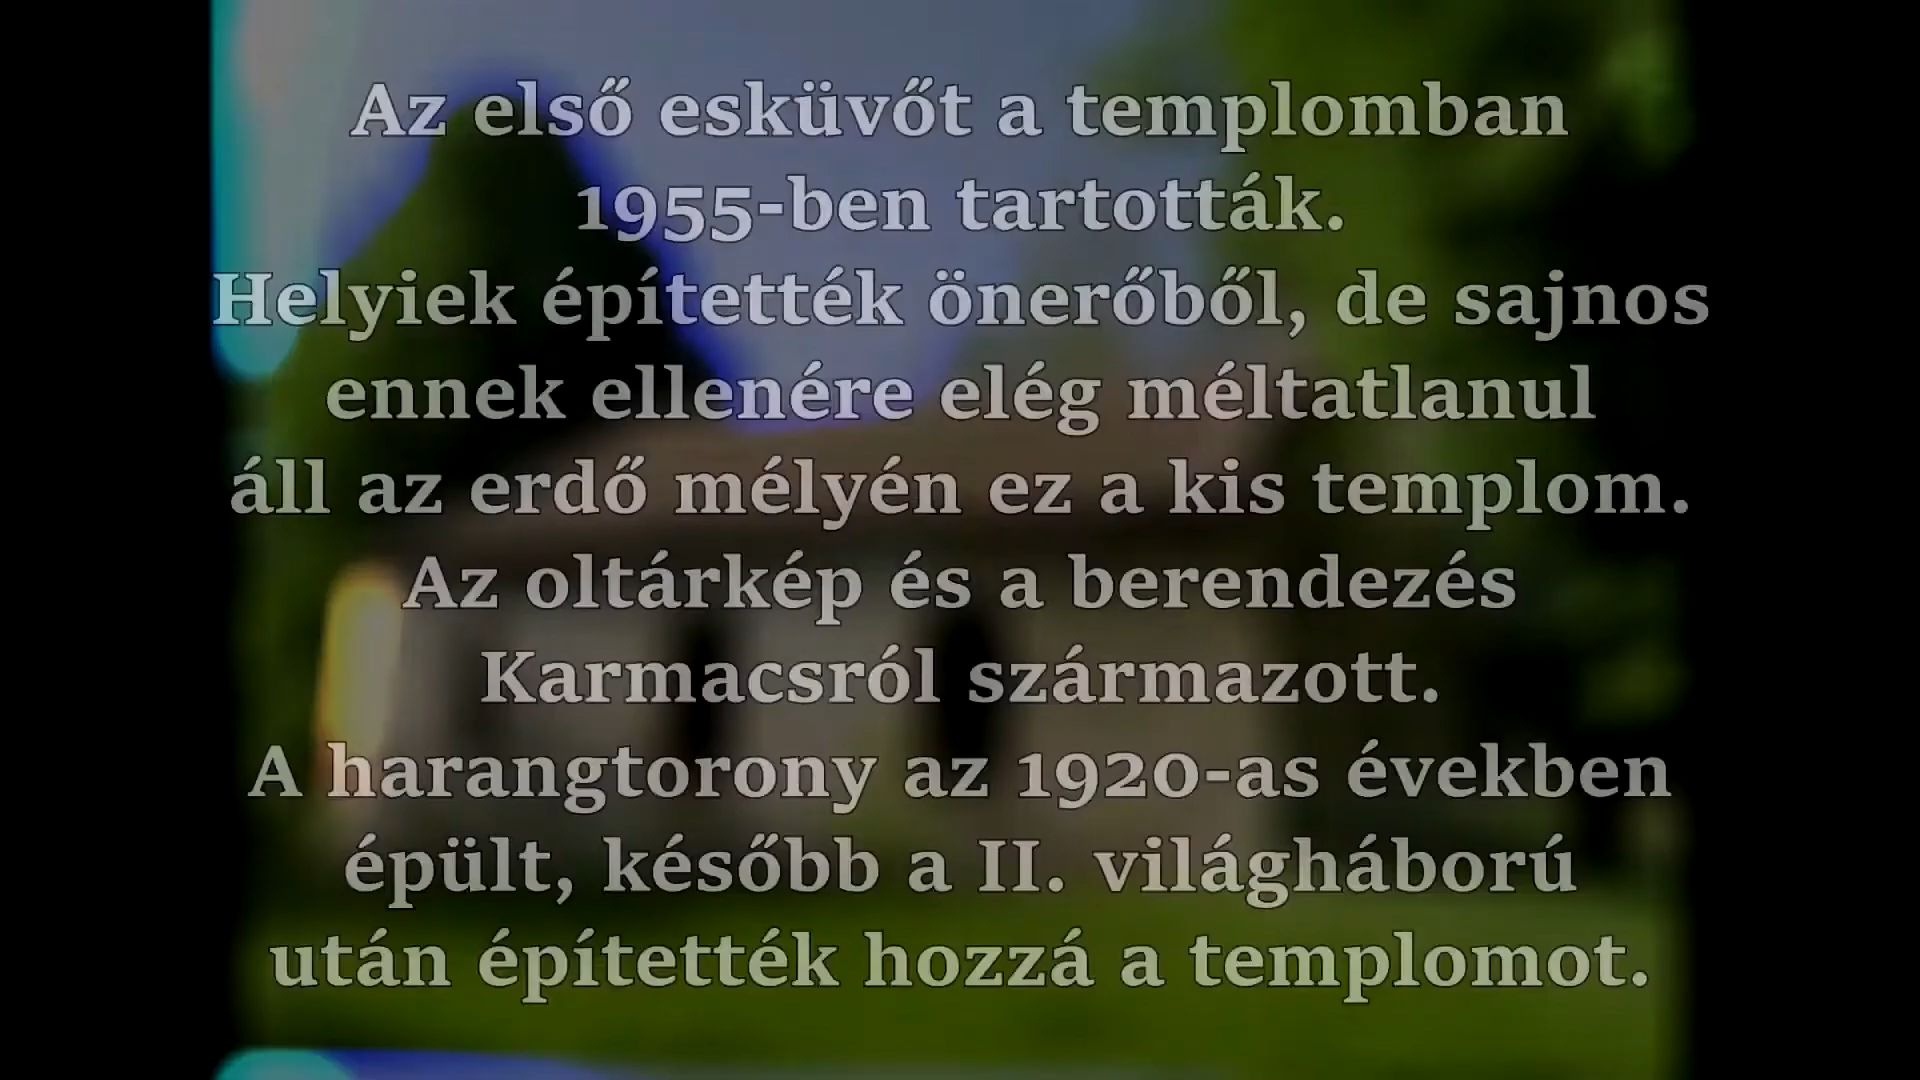 Az első esküvőt a templomban
1955-ben tartották.
Helyiek építették önerőből, de sajnos
ennek ellenére elég méltatlanul
áll az erdő mélyén ez a kis templom.
Az oltárkép és a berendezés
Karmacsról származott.
A harangtorony az 1920-as években
épült, később a II. világháború
után építették hozzá a templomot.